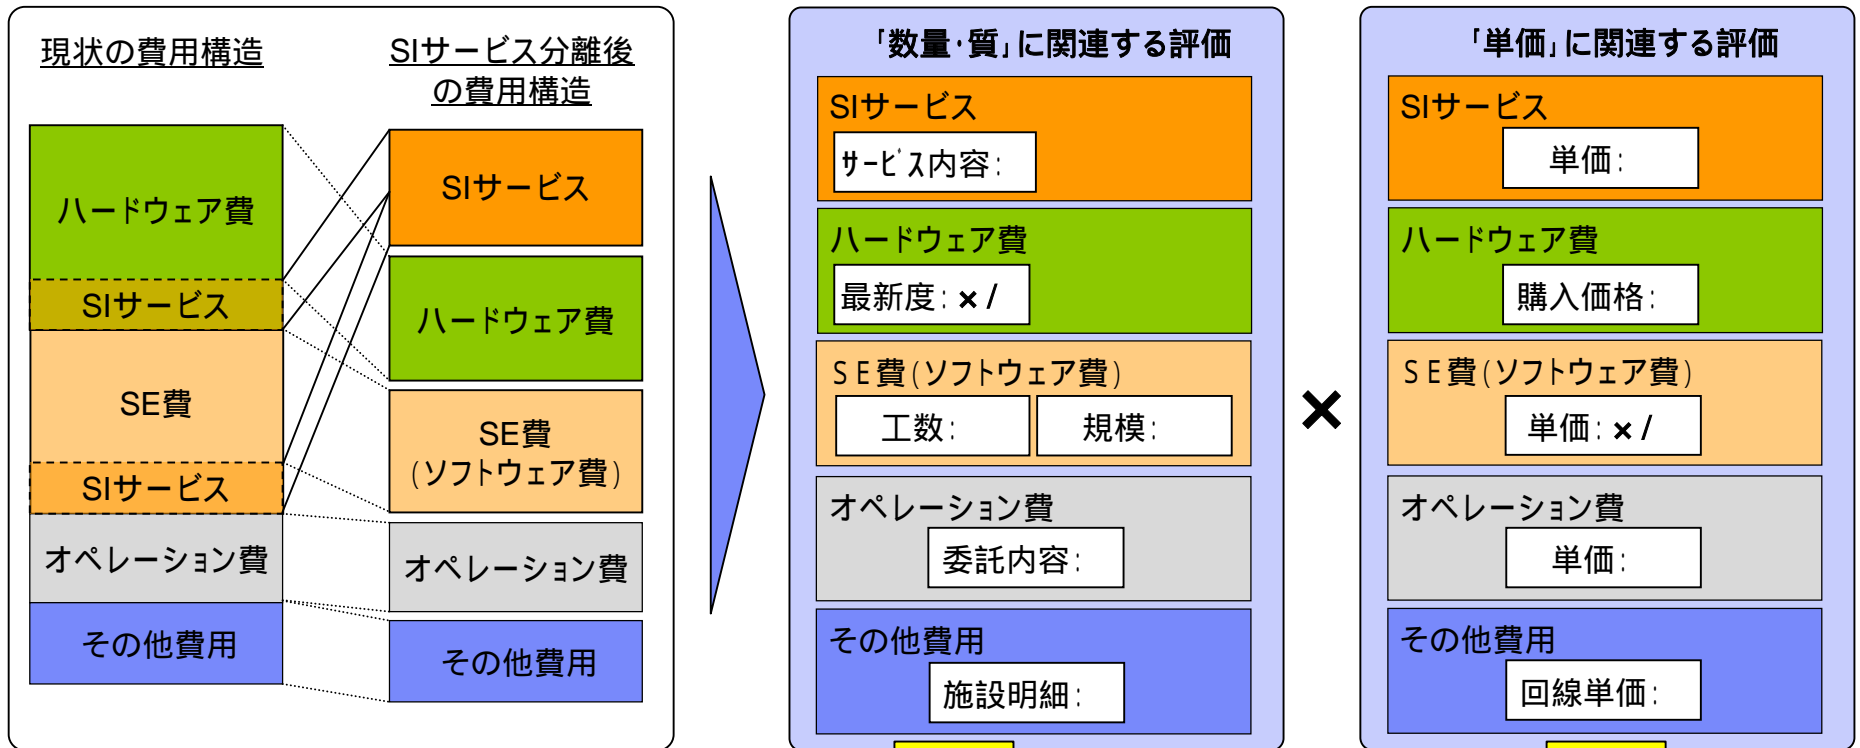 現状の費用構造
SIサービス分離後
の費用構造
ハードウェア費
SIサービス
SE費
SIサービス
オペレーション費
その他費用
SIサービス
ハードウェア費
SE費
(ソフトウェア費)
オペレーション費
その他費用
「数量・質」に関連する評価
SIサービス
サービス内容:
ハードウェア費
最新度:×/
SE費(ソフトウェア費)
工数: 規模:
オペレーション費
委託内容:
その他費用
施設明細:
×
「単価」に関連する評価
SIサービス
単価:
ハードウェア費
購入価格:
SE費(ソフトウェア費)
単価:×/
オペレーション費
単価:
その他費用
回線単価: